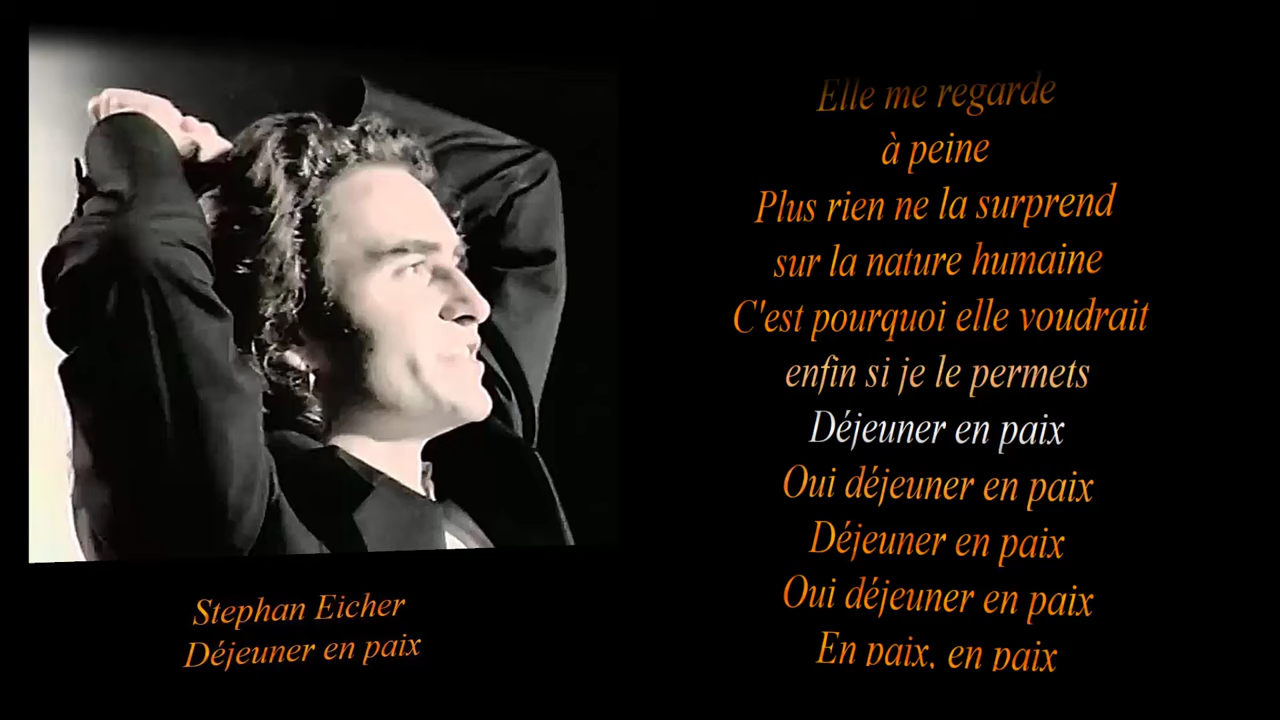 Elle me regarde
à peine
Plus rien ne la surprend
sur la nature humaine
C'est pourquoi elle voudrait
enfin si je le permets
Déjeuner en paix
Oui déjeuner en paix
Déjeuner en paix
Oui déjeuner en paix
En paix, en paix
Stephan Eicher
Déjeuner en paix